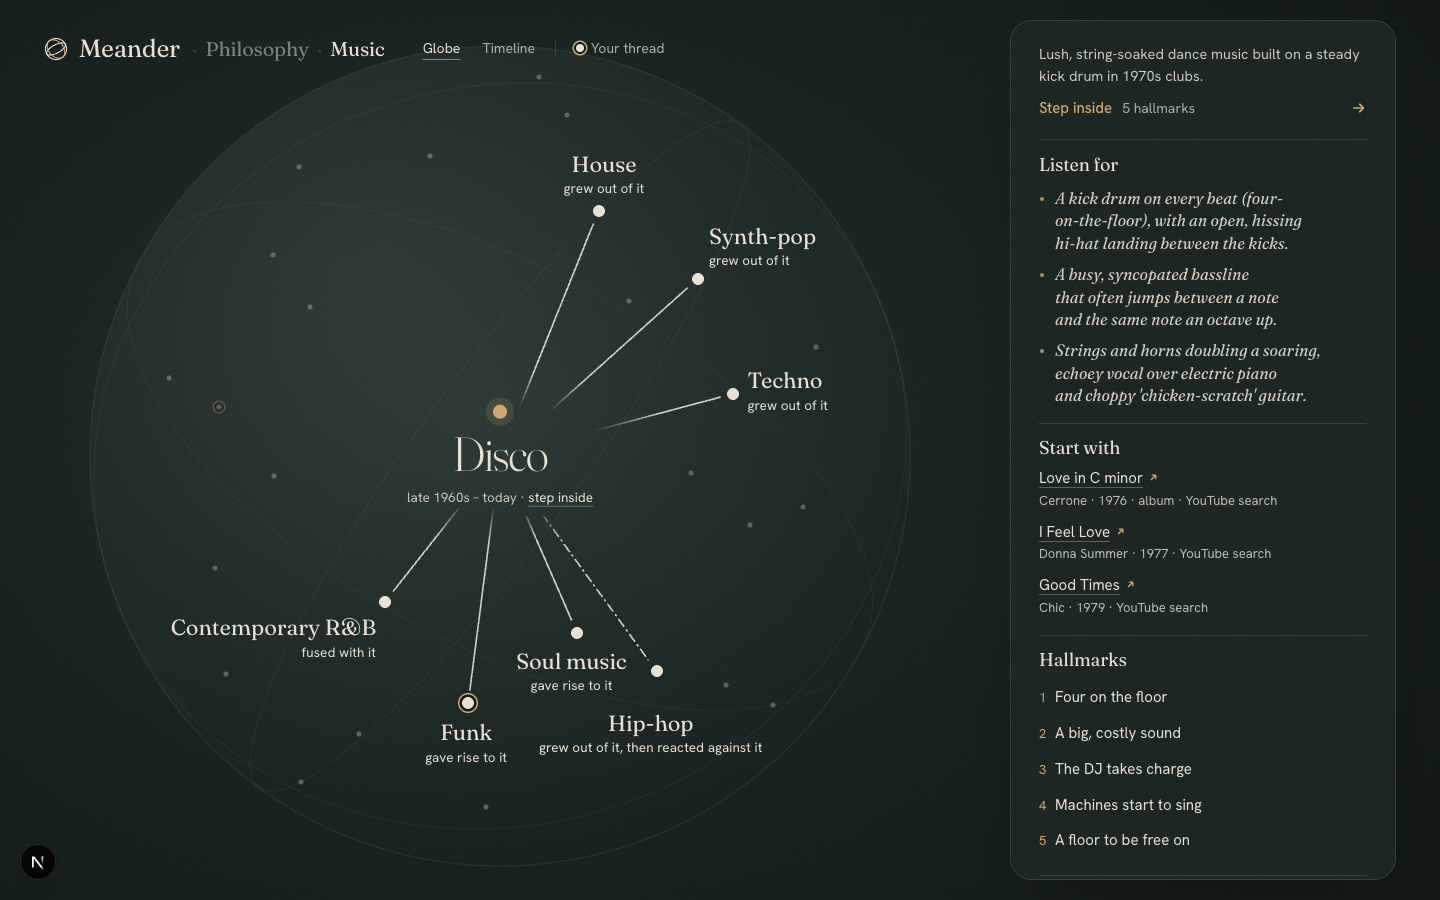 Meander · Philosophy · Music
Globe Timeline Your thread
House
grew out of it
Synth-pop
grew out of it
Techno
grew out of it
Disco
late 1960s – today · step inside
Contemporary R&B
fused with it
Soul music
gave rise to it
Funk
gave rise to it
Hip-hop
grew out of it, then reacted against it
N
Lush, string-soaked dance music built on a steady
kick drum in 1970s clubs.
Step inside 5 hallmarks →
Listen for
• A kick drum on every beat (four-
on-the-floor), with an open, hissing
hi-hat landing between the kicks.
• A busy, syncopated bassline
that often jumps between a note
and the same note an octave up.
• Strings and horns doubling a soaring,
echoey vocal over electric piano
and choppy 'chicken-scratch' guitar.
Start with
Love in C minor ↗
Cerrone · 1976 · album · YouTube search
I Feel Love ↗
Donna Summer · 1977 · YouTube search
Good Times ↗
Chic · 1979 · YouTube search
Hallmarks
1 Four on the floor
2 A big, costly sound
3 The DJ takes charge
4 Machines start to sing
5 A floor to be free on